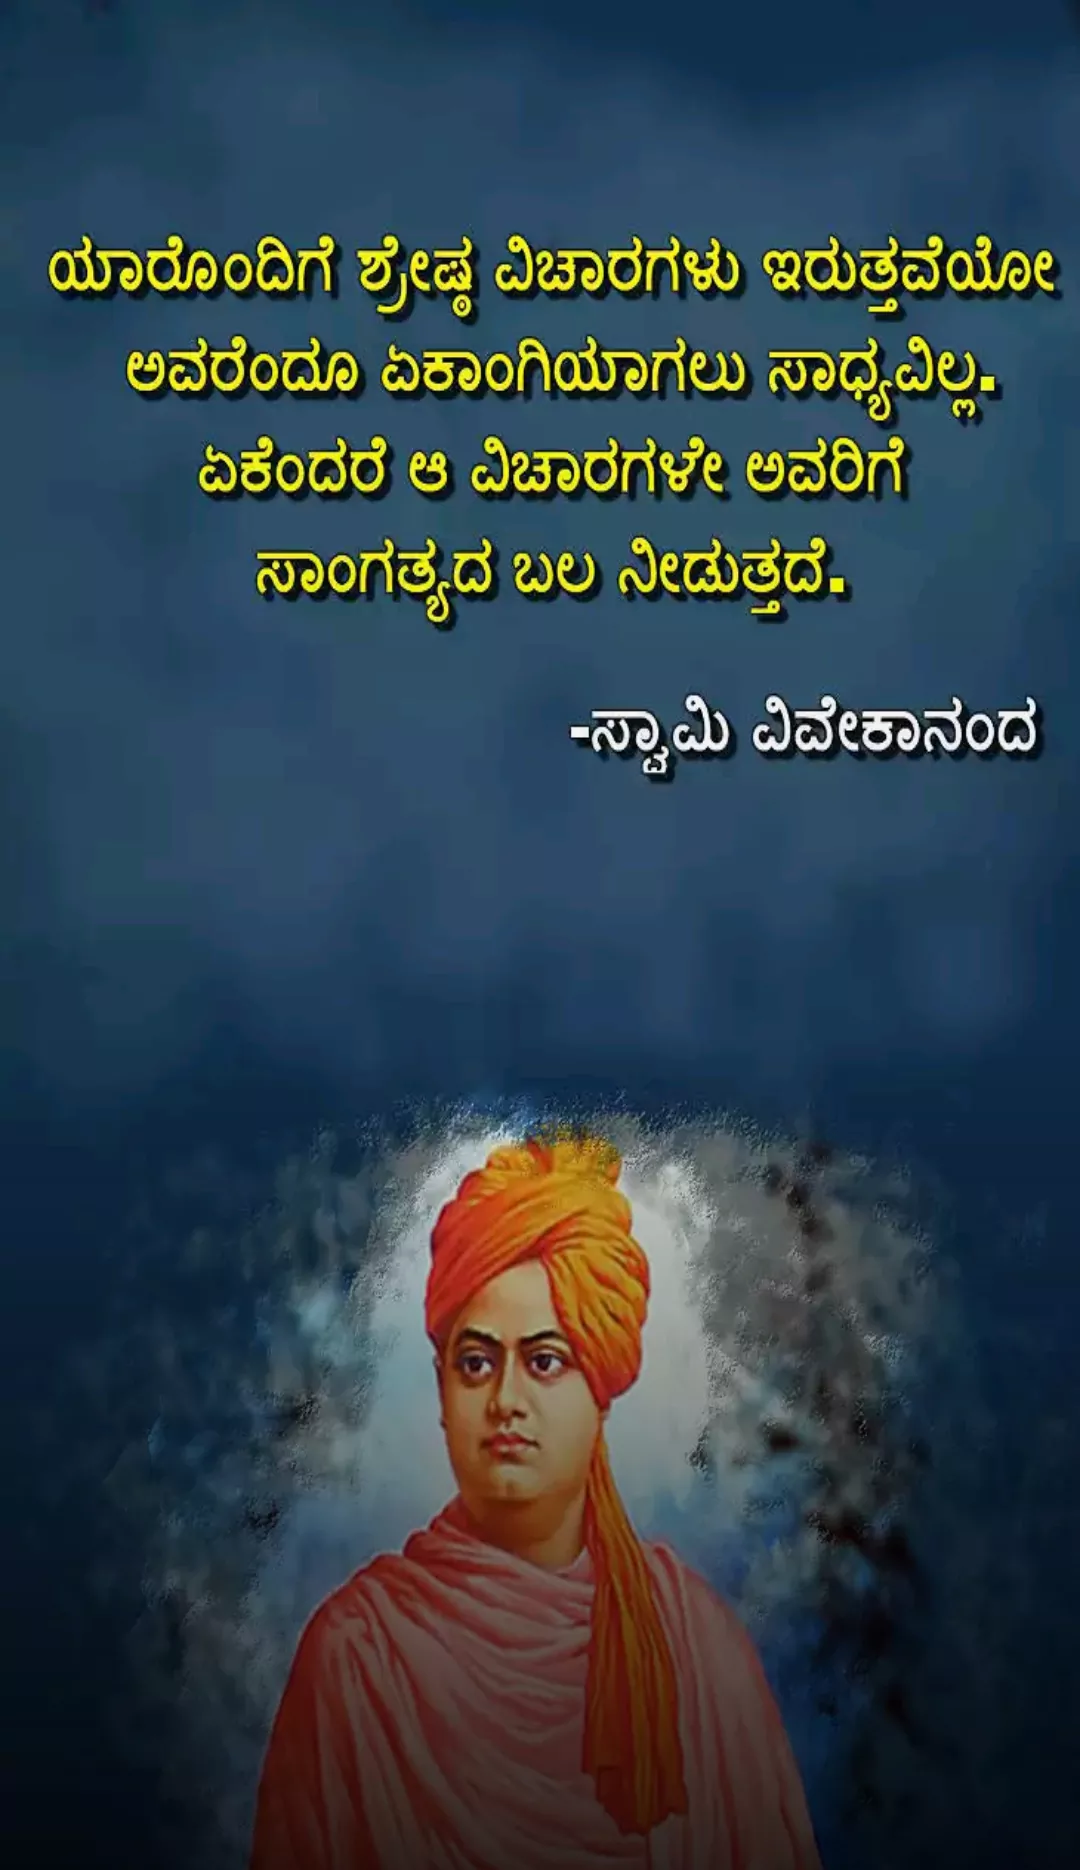 ಯಾರೊಂದಿಗೆ ಶ್ರೇಷ್ಠ ವಿಚಾರಗಳು ಇರುತ್ತವೆಯೋ
ಅವರೆಂದೂ ಏಕಾಂಗಿಯಾಗಲು ಸಾಧ್ಯವಿಲ್ಲ.
ಏಕೆಂದರೆ ಆ ವಿಚಾರಗಳೇ ಅವರಿಗೆ
ಸಾಂಗತ್ಯದ ಬಲ ನೀಡುತ್ತದೆ.
-ಸ್ವಾಮಿ ವಿವೇಕಾನಂದ